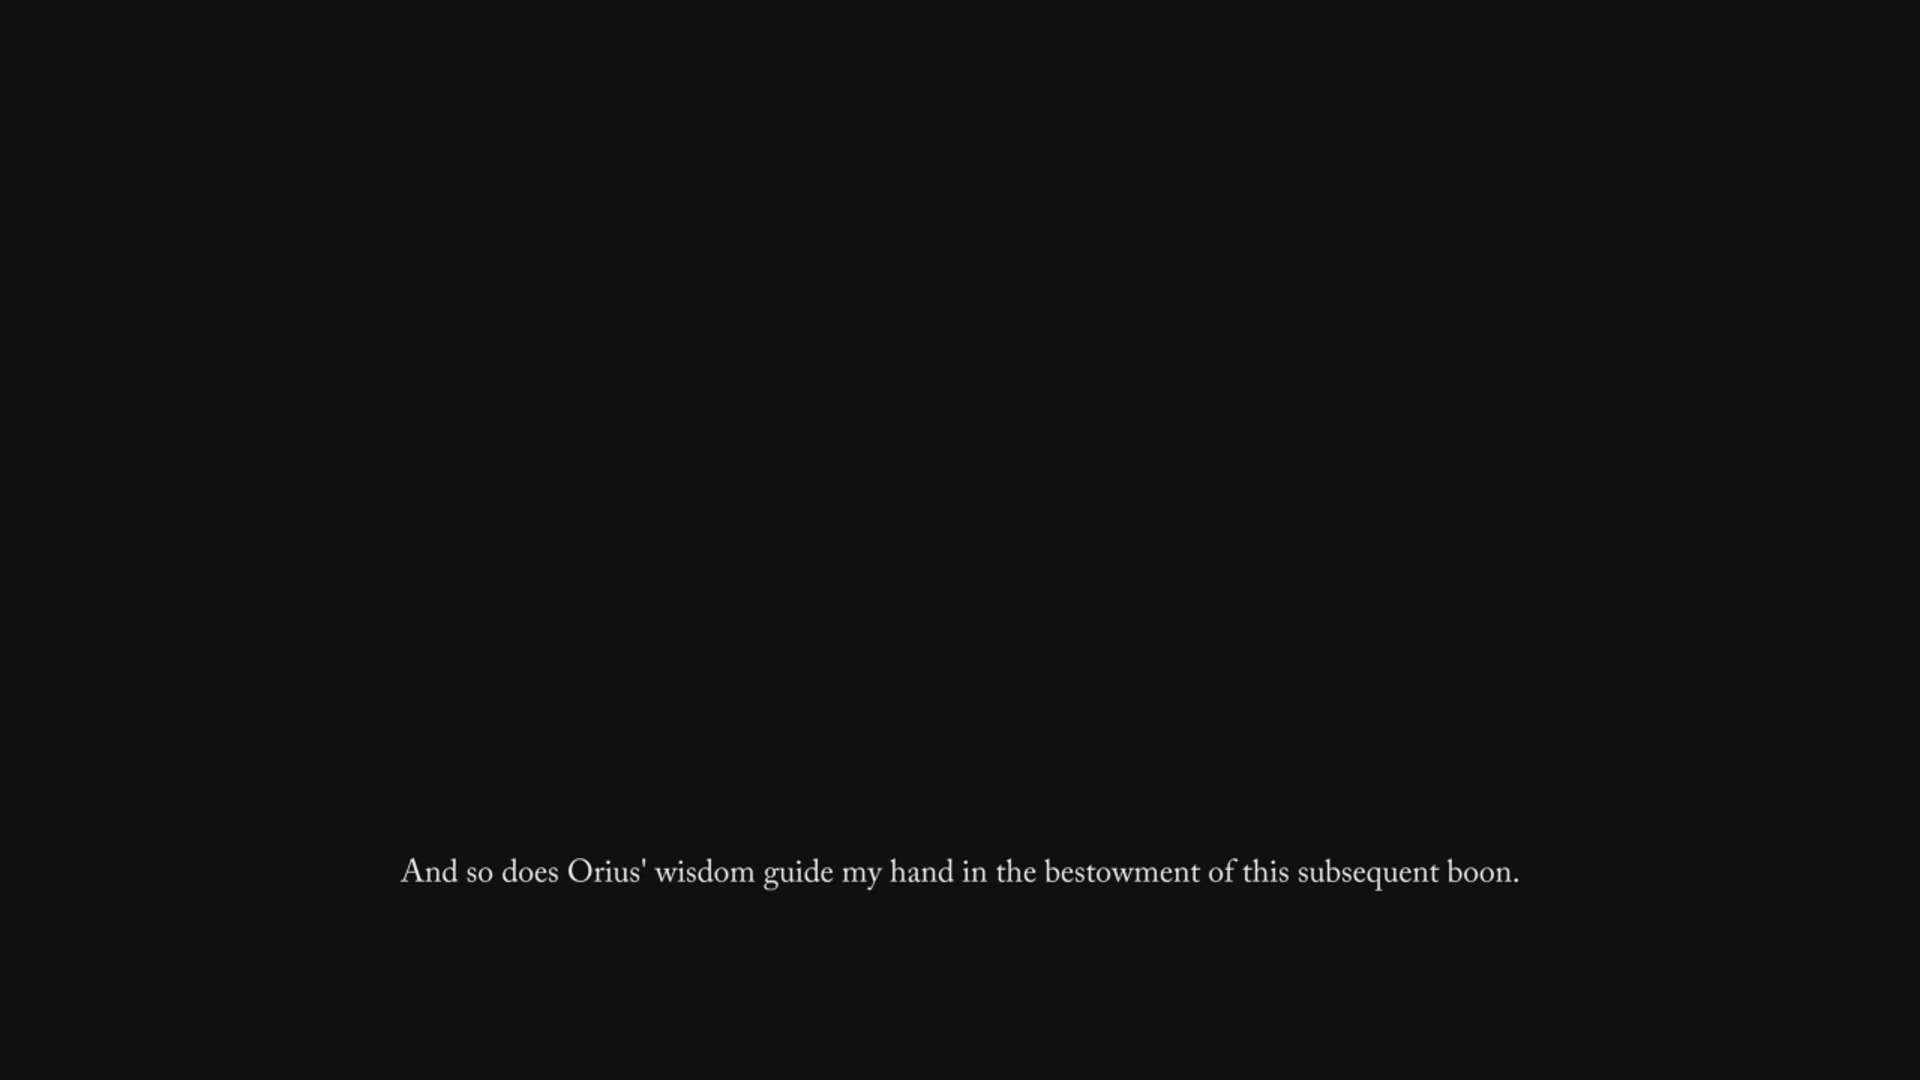 And so does Orius' wisdom guide my hand in the bestowment of this subsequent boon.